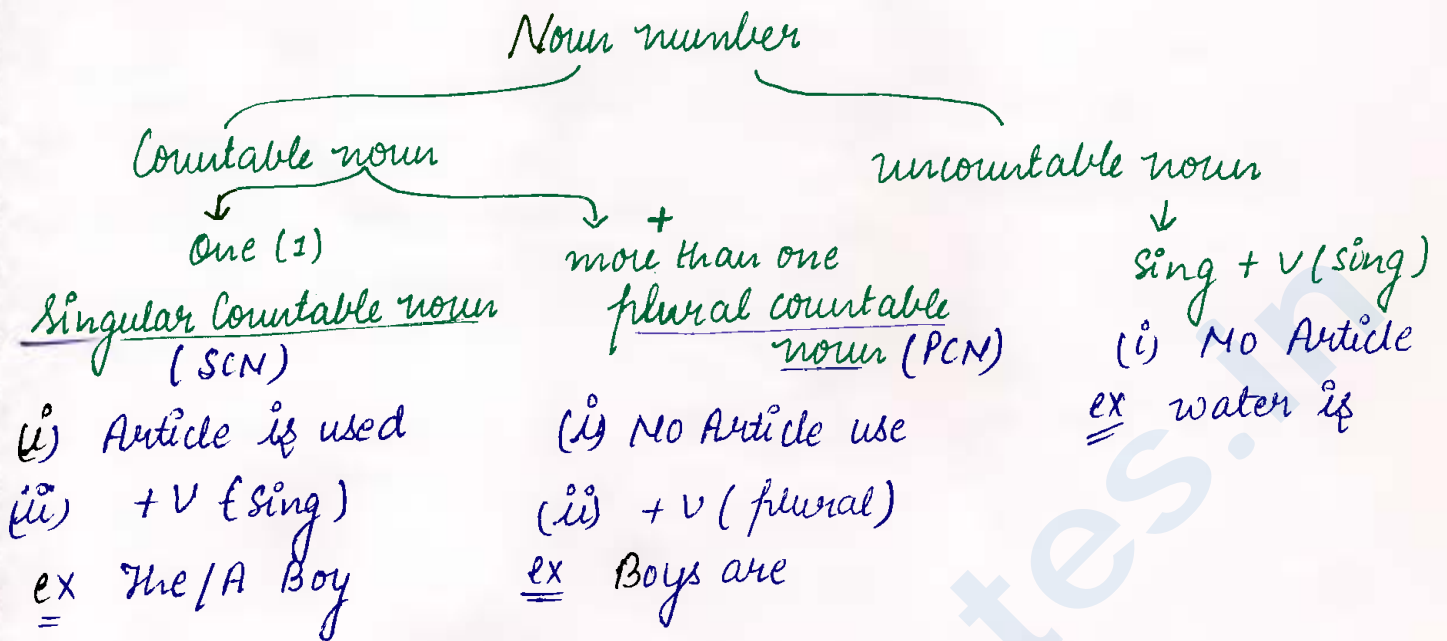 Noun number
Countable noun
uncountable noun
One (1)
Singular Countable noun
(SCN)
(i) Article is used
(ii) + V (sing)
ex The/A Boy
+
more than one
plural countable
noun (PCN)
(i) No Article use
(ii) + V (plural)
ex Boys are
Sing + V (sing)
(i) No Article
ex water is
tes.in